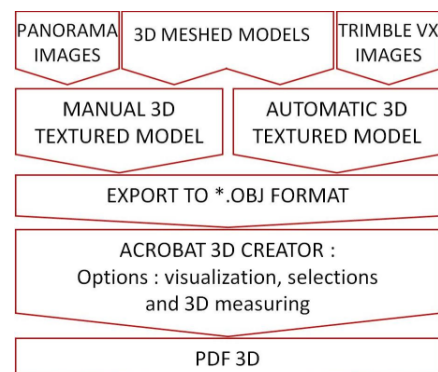 PANORAMA
IMAGES
3D MESHED MODELS
TRIMBLE VX
IMAGES
MANUAL 3D
TEXTURED MODEL
AUTOMATIC 3D
TEXTURED MODEL
EXPORT TO *.OBJ FORMAT
ACROBAT 3D CREATOR :
Options : visualization, selections
and 3D measuring
PDF 3D